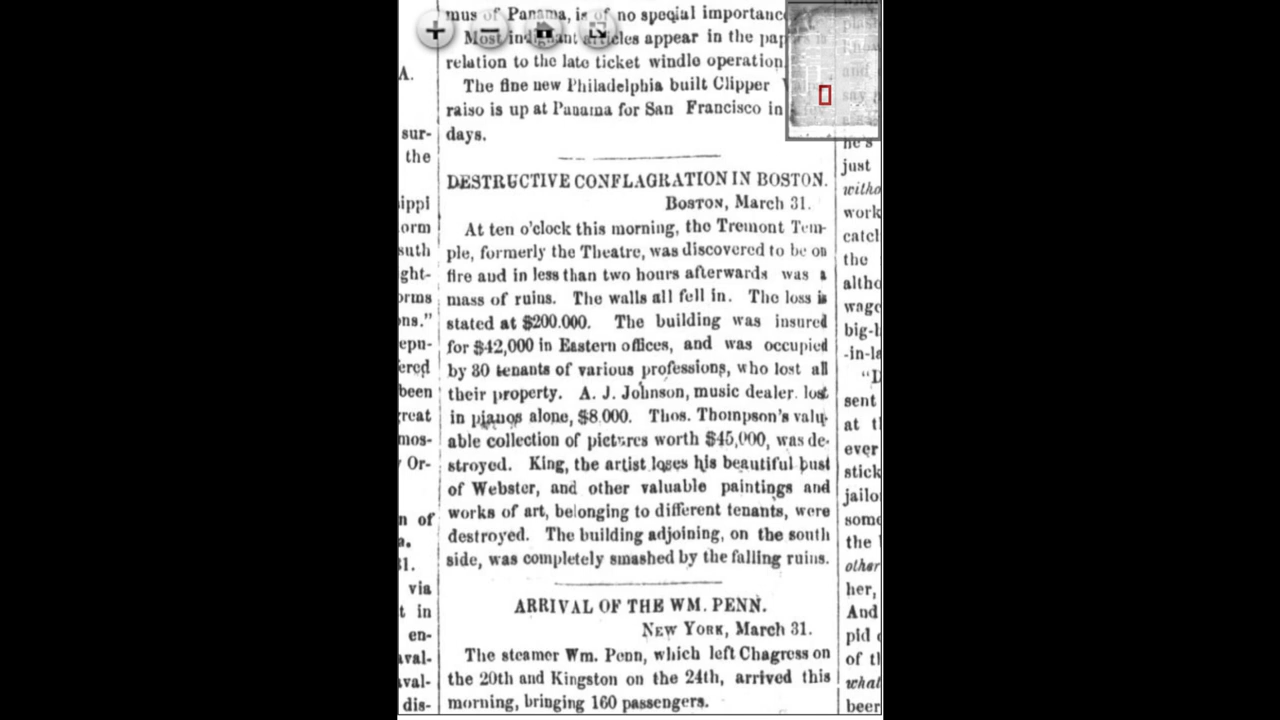 mus of Panama, is of no special importance
Most indignant articles appear in the papers in
relation to the late ticket windle operation
The fine new Philadelphia built Clipper
raiso is up at Panama for San Francisco in
days.
DESTRUCTIVE CONFLAGRATION IN BOSTON.
BOSTON, March 31.
At ten o'clock this morning, the Tremont Tem-
ple, formerly the Theatre, was discovered to be on
fire and in less than two hours afterwards was a
mass of ruins. The walls all fell in. The loss is
stated at $200.000. The building was insured
for $42,000 in Eastern offices, and was occupied
by 30 tenants of various professions, who lost all
their property. A. J. Johnson, music dealer. lost
in pianos alone, $8.000. Thos. Thompson's valu-
able collection of pictures worth $45,000, was de-
stroyed. King, the artist loses his beautiful bust
of Webster, and other valuable paintings and
works of art, belonging to different tenants, were
destroyed. The building adjoining, on the south
side, was completely smashed by the falling ruins.
ARRIVAL OF THE WM. PENN.
NEW YORK, March 31.
The steamer Wm. Penn, which left Chagress on
the 20th and Kingston on the 24th, arrived this
morning, bringing 160 passengers.
A.
sur-
the
ippi
orm
suth
ght-
orms
ons."
epu-
ered
been
great
mos-
Or-
n of
a.
31.
via
t in
en-
aval-
aval-
dis-
he's
just
witho
work
catcl
the
altho
wage
big-l
-in-la
"D
sent
at tl
ever
stick
jailo
some
the
other
her,
And
pid
of tl
what
beer